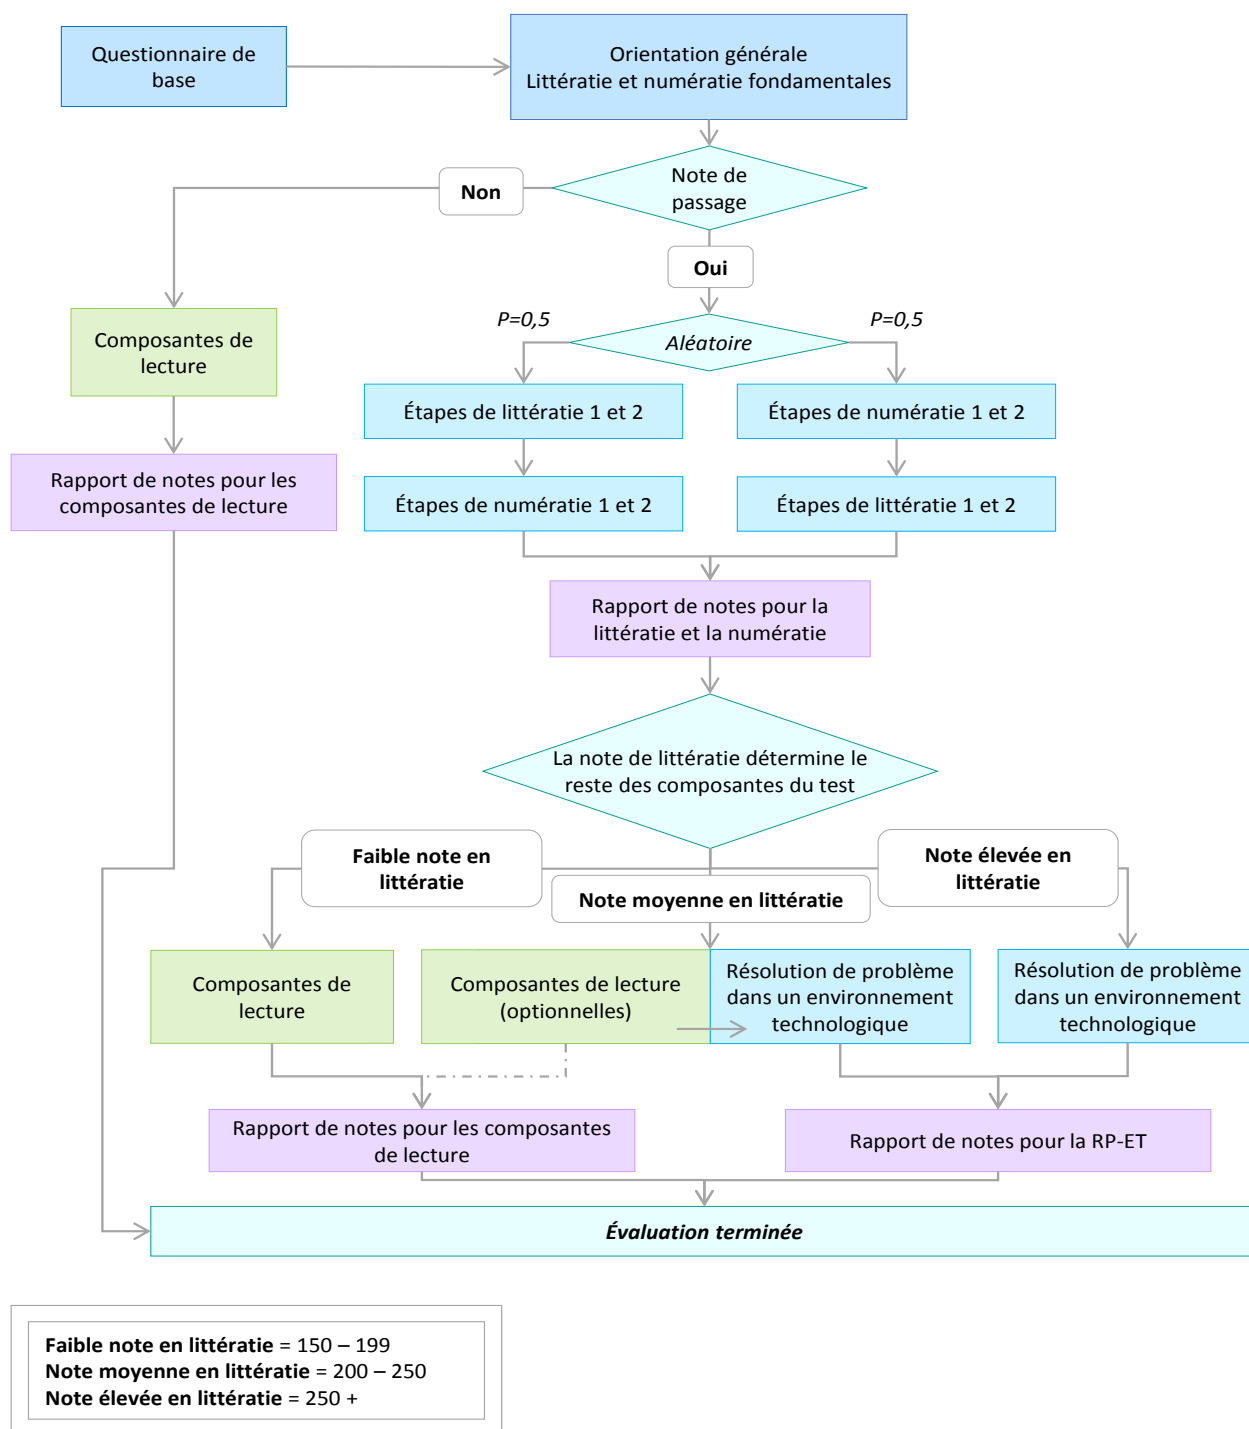 Questionnaire de
base
Orientation générale
Littératie et numératie fondamentales
Note de
passage
Non
Oui
P=0,5
Aléatoire
P=0,5
Composantes de
lecture
Rapport de notes pour les
composantes de lecture
Étapes de littératie 1 et 2
Étapes de numératie 1 et 2
Étapes de numératie 1 et 2
Étapes de littératie 1 et 2
Rapport de notes pour la
littératie et la numératie
La note de littératie détermine le
reste des composantes du test
Faible note en
littératie
Note moyenne en littératie
Note élevée en
littératie
Composantes de
lecture
Composantes de lecture
(optionnelles)
Résolution de problème
dans un environnement
technologique
Résolution de problème
dans un environnement
technologique
Rapport de notes pour les composantes
de lecture
Rapport de notes pour la RP-ET
Évaluation terminée
Faible note en littératie = 150 – 199
Note moyenne en littératie = 200 – 250
Note élevée en littératie = 250 +